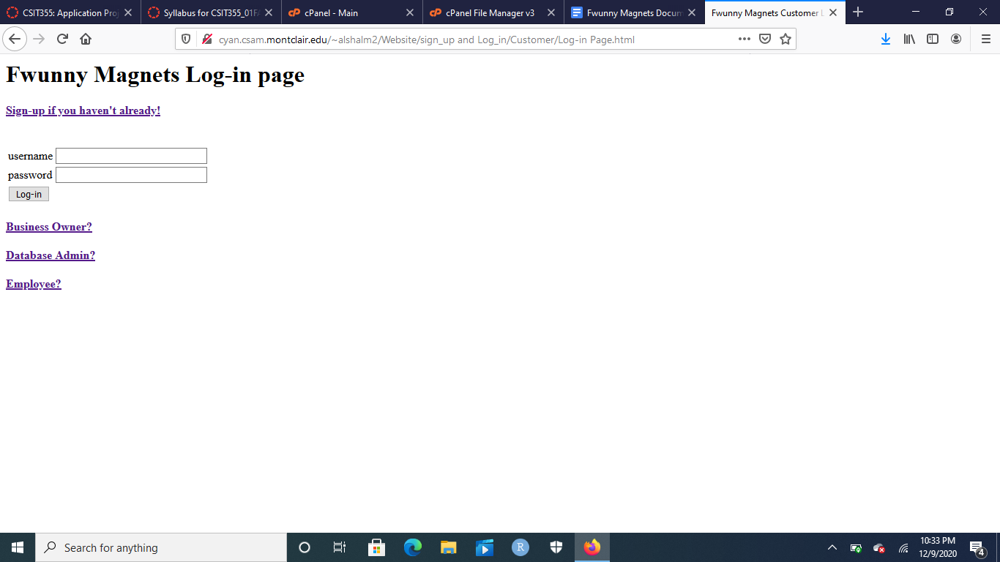 CSIT355: Application Proj
Syllabus for CSIT355_01FA
cPanel - Main
cPanel File Manager v3
Fwunny Magnets Docum
Fwunny Magnets Customer L
cyan.csam.montclair.edu/~alshalm2/Website/sign_up and Log_in/Customer/Log-in Page.html
Fwunny Magnets Log-in page
Sign-up if you haven't already!
username
password
Log-in
Business Owner?
Database Admin?
Employee?
Search for anything
R
10:33 PM
12/9/2020
4